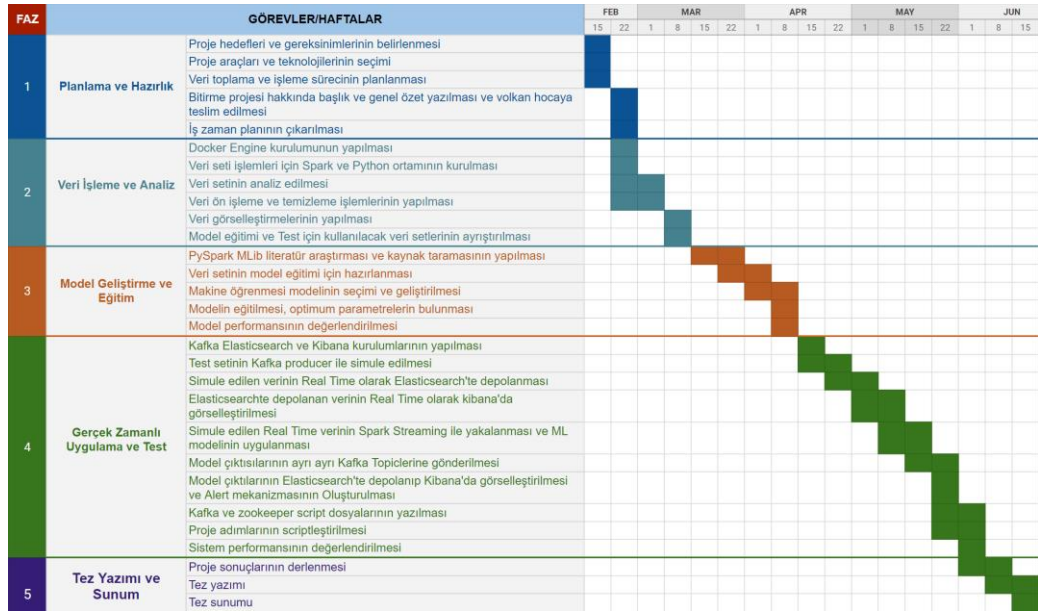 FAZ
GÖREVLER/HAFTALAR
FEB MAR APR MAY JUN
15 22 1 8 15 22 1 8 15 22 1 8 15 22 1 8 15
1
Planlama ve Hazırlık
Proje hedefleri ve gereksinimlerinin belirlenmesi
Proje araçları ve teknolojilerinin seçimi
Veri toplama ve işleme sürecinin planlanması
Bitirme projesi hakkında başlık ve genel özet yazılması ve volkan hocaya
teslim edilmesi
İş zaman planının çıkarılması
2
Veri İşleme ve Analiz
Docker Engine kurulumunun yapılması
Veri seti işlemleri için Spark ve Python ortamının kurulması
Veri setinin analiz edilmesi
Veri ön işleme ve temizleme işlemlerinin yapılması
Veri görselleştirmelerinin yapılması
Model eğitimi ve Test için kullanılacak veri setlerinin ayrıştırılması
3
Model Geliştirme ve
Eğitim
PySpark MLib literatür araştırması ve kaynak taramasının yapılması
Veri setinin model eğitimi için hazırlanması
Makine öğrenmesi modelinin seçimi ve geliştirilmesi
Modelin eğitilmesi, optimum parametrelerin bulunması
Model performansının değerlendirilmesi
4
Gerçek Zamanlı
Uygulama ve Test
Kafka Elasticsearch ve Kibana kurulumlarının yapılması
Test setinin Kafka producer ile simule edilmesi
Simule edilen verinin Real Time olarak Elasticsearch'te depolanması
Elasticsearchte depolanan verinin Real Time olarak kibana'da
görselleştirilmesi
Simule edilen Real Time verinin Spark Streaming ile yakalanması ve ML
modelinin uygulanması
Model çıktısılarının ayrı ayrı Kafka Topiclerine gönderilmesi
Model çıktılarının Elasticsearch'te depolanıp Kibana'da görselleştirilmesi
ve Alert mekanizmasının Oluşturulması
Kafka ve zookeeper script dosyalarının yazılması
Proje adımlarının scriptleştirilmesi
Sistem performansının değerlendirilmesi
5
Tez Yazımı ve
Sunum
Proje sonuçlarının derlenmesi
Tez yazımı
Tez sunumu